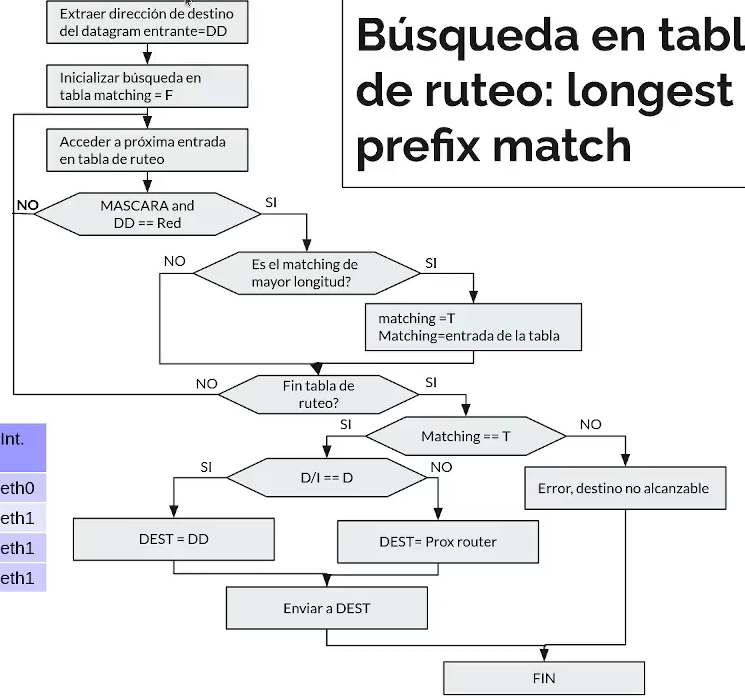 Extraer dirección de destino
del datagram entrante=DD
Búsqueda en tabl
de ruteo: longest
prefix match
Inicializar búsqueda en
tabla matching = F
Acceder a próxima entrada
en tabla de ruteo
NO
MASCARA and
DD == Red
SI
NO
Es el matching de
mayor longitud?
SI
matching =T
Matching=entrada de la tabla
NO
Fin tabla de
ruteo?
SI
SI
Matching == T
NO
Int.
eth0
eth1
eth1
eth1
SI
D/I == D
NO
Error, destino no alcanzable
DEST = DD
DEST= Prox router
Enviar a DEST
FIN